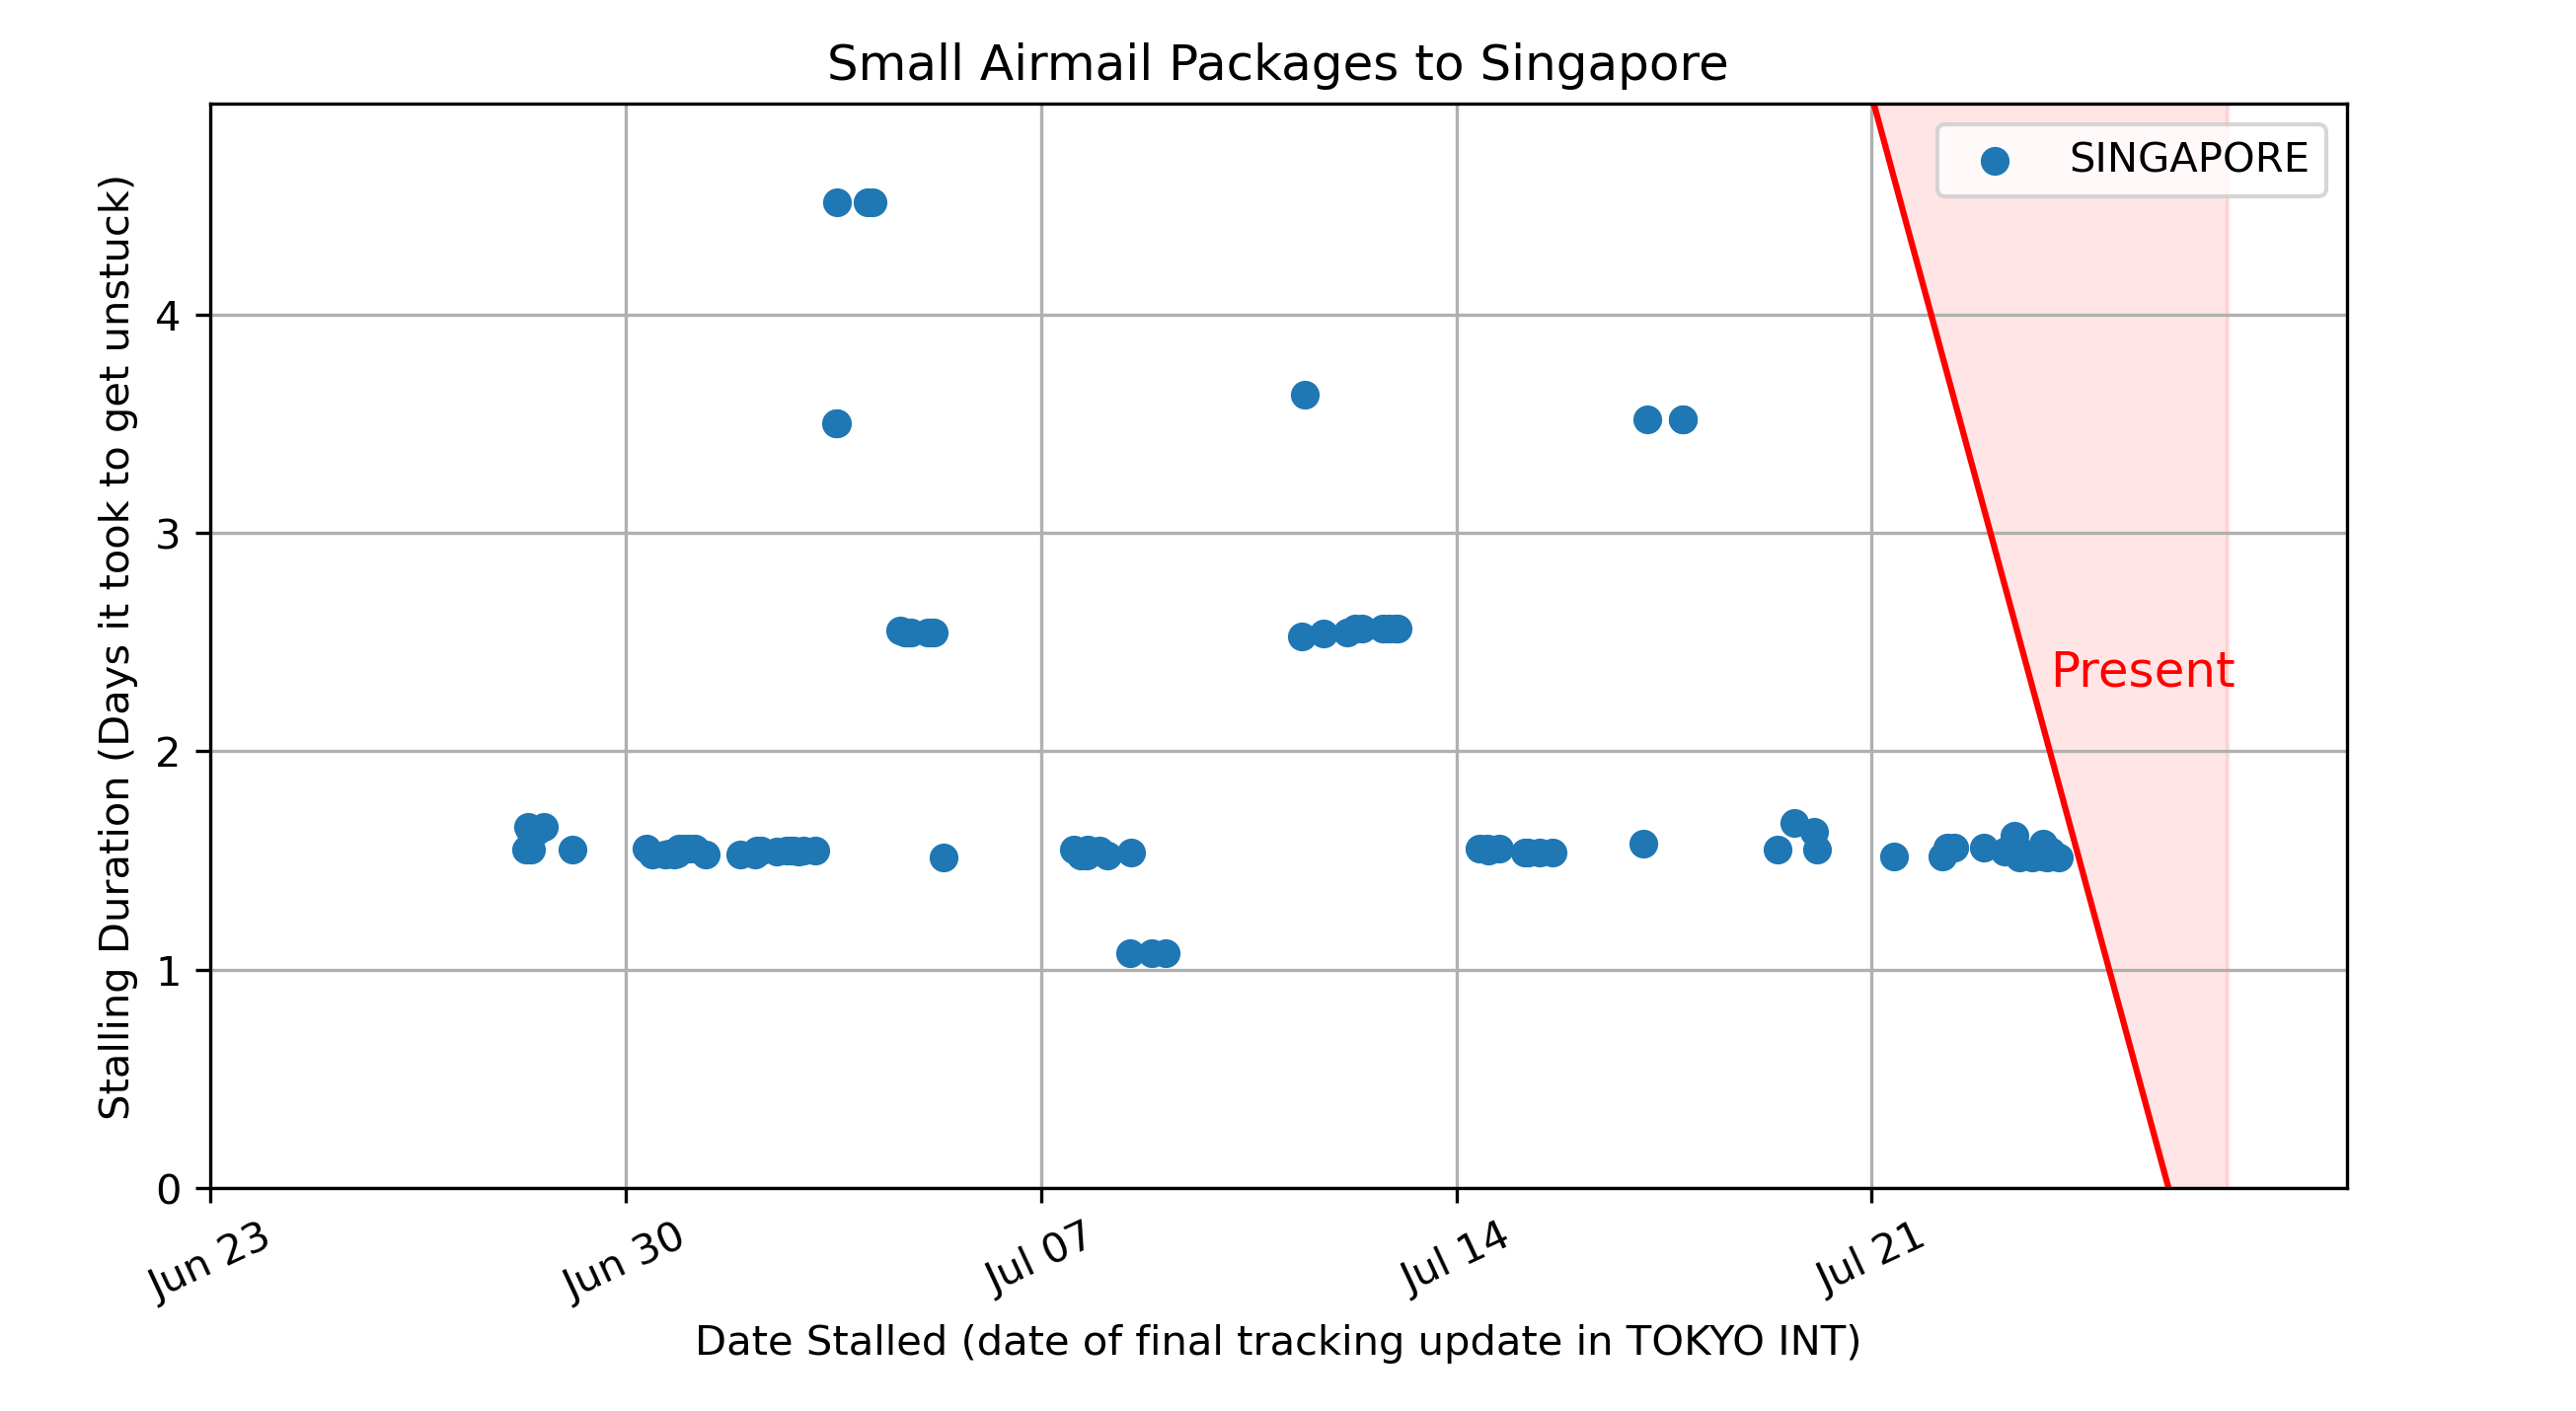 Small Airmail Packages to Singapore
SINGAPORE
Stalling Duration (Days it took to get unstuck)
4
3
2
1
0
Present
Jun 23
Jun 30
Jul 07
Jul 14
Jul 21
Date Stalled (date of final tracking update in TOKYO INT)